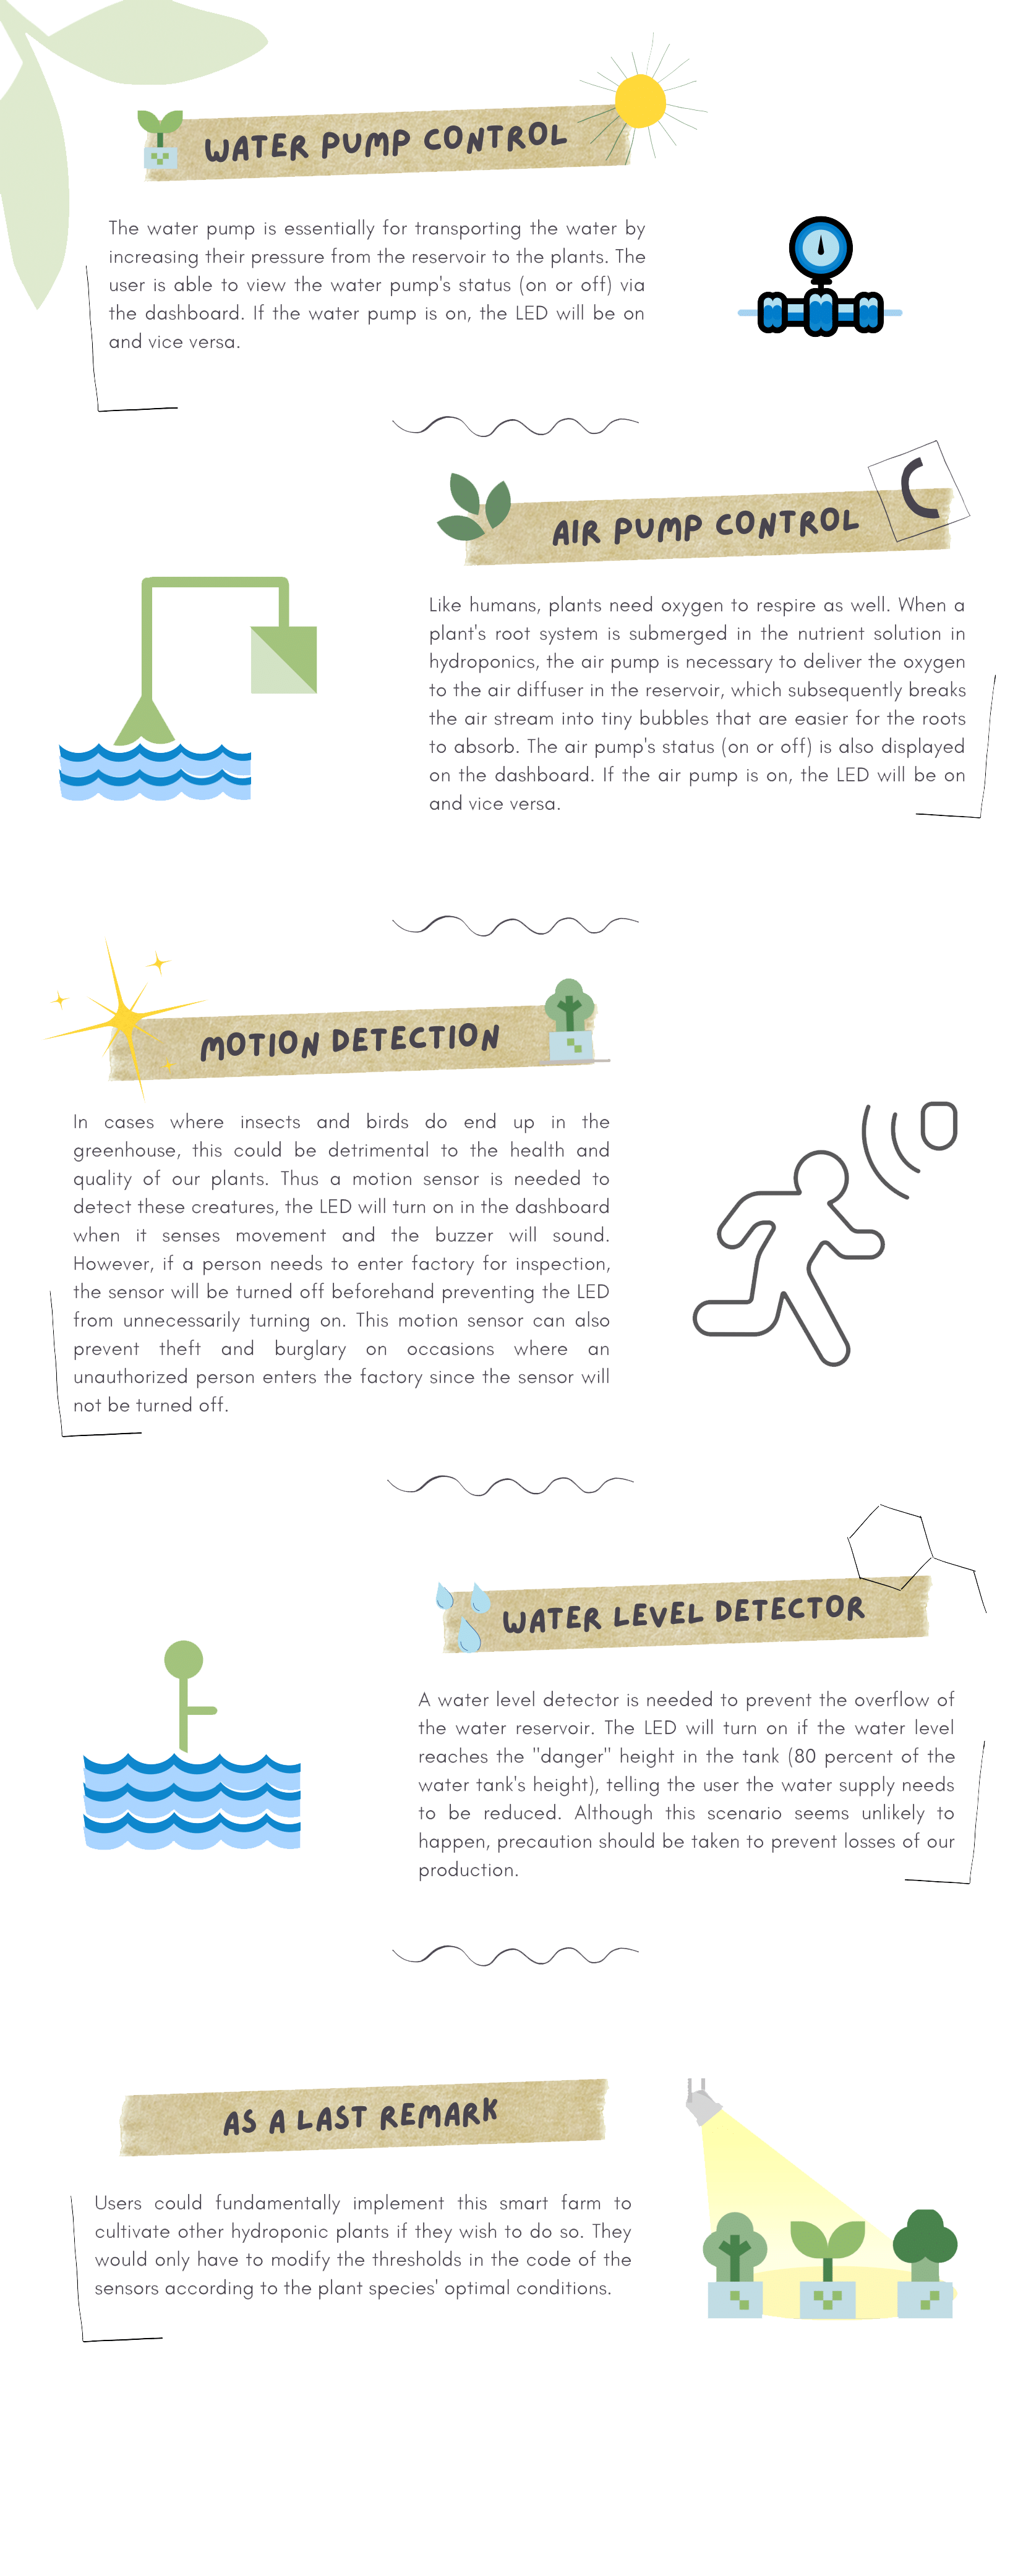 WATER PUMP CONTROL
The water pump is essentially for transporting the water by
increasing their pressure from the reservoir to the plants. The
user is able to view the water pump's status (on or off) via
the dashboard. If the water pump is on, the LED will be on
and vice versa.
AIR PUMP CONTROL
Like humans, plants need oxygen to respire as well. When a
plant's root system is submerged in the nutrient solution in
hydroponics, the air pump is necessary to deliver the oxygen
to the air diffuser in the reservoir, which subsequently breaks
the air stream into tiny bubbles that are easier for the roots
to absorb. The air pump's status (on or off) is also displayed
on the dashboard. If the air pump is on, the LED will be on
and vice versa.
MOTION DETECTION
In cases where insects and birds do end up in the
greenhouse, this could be detrimental to the health and
quality of our plants. Thus a motion sensor is needed to
detect these creatures, the LED will turn on in the dashboard
when it senses movement and the buzzer will sound.
However, if a person needs to enter factory for inspection,
the sensor will be turned off beforehand preventing the LED
from unnecessarily turning on. This motion sensor can also
prevent theft and burglary on occasions where an
unauthorized person enters the factory since the sensor will
not be turned off.
WATER LEVEL DETECTOR
A water level detector is needed to prevent the overflow of
the water reservoir. The LED will turn on if the water level
reaches the "danger" height in the tank (80 percent of the
water tank's height), telling the user the water supply needs
to be reduced. Although this scenario seems unlikely to
happen, precaution should be taken to prevent losses of our
production.
AS A LAST REMARK
Users could fundamentally implement this smart farm to
cultivate other hydroponic plants if they wish to do so. They
would only have to modify the thresholds in the code of the
sensors according to the plant species' optimal conditions.